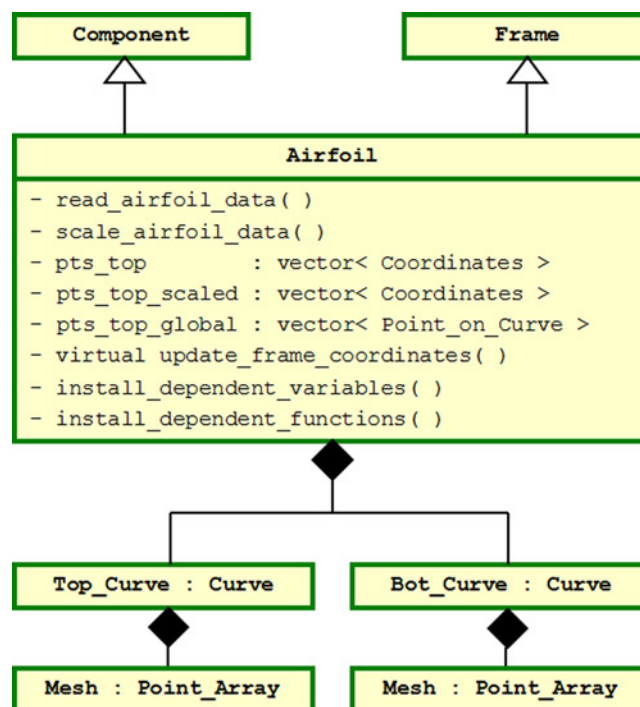 Component
Frame
Airfoil
- read_airfoil_data( )
- scale_airfoil_data( )
- pts_top : vector< Coordinates >
- pts_top_scaled : vector< Coordinates >
- pts_top_global : vector< Point_on_Curve >
- virtual update_frame_coordinates( )
- install_dependent_variables( )
- install_dependent_functions( )
Top_Curve : Curve
Bot_Curve : Curve
Mesh : Point_Array
Mesh : Point_Array